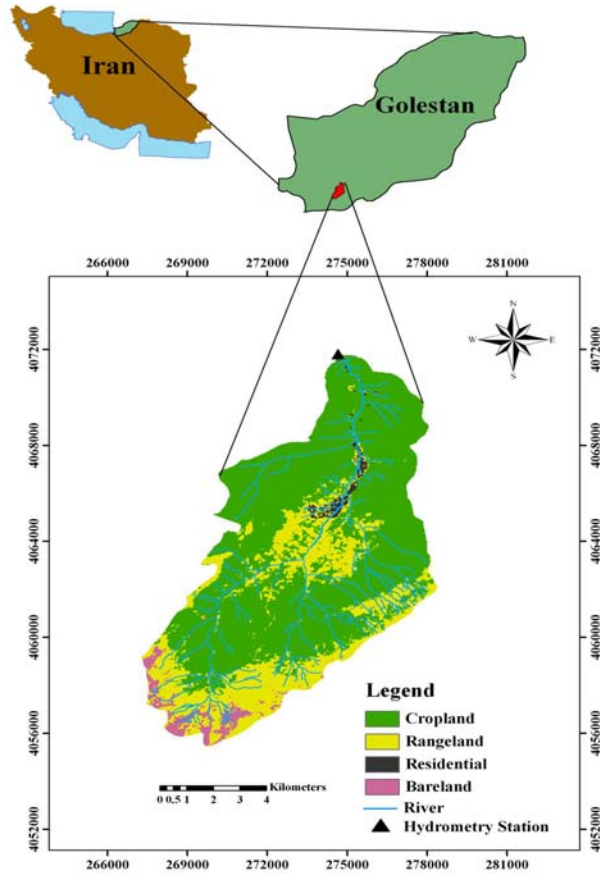 Iran
Golestan
266000 269000 272000 275000 278000 281000
N
W E
S
4072000 4072000
4068000 4068000
4064000 4064000
4060000 4060000
4056000 4056000
4052000 4052000
Legend
Cropland
Rangeland
Residential
Bareland
River
Hydrometry Station
Kilometers
0 0.5 1 2 3 4
266000 269000 272000 275000 278000 281000